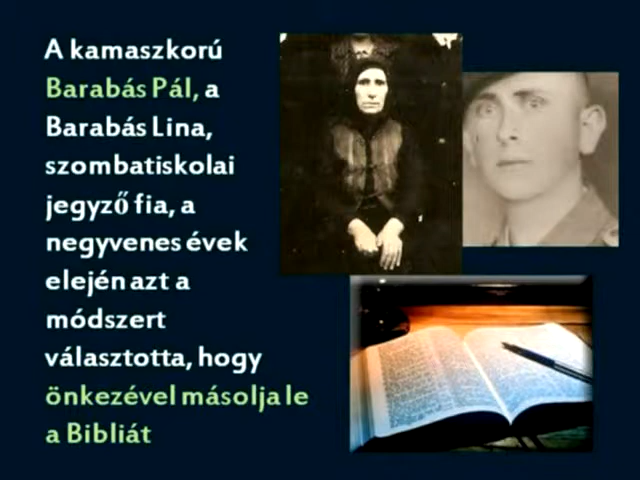 A kamaszkorú
Barabás Pál, a
Barabás Lina,
szombatiskolai
jegyző fia, a
negyvenes évek
elején azt a
módszert
választotta, hogy
önkezével másolja le
a Bibliát